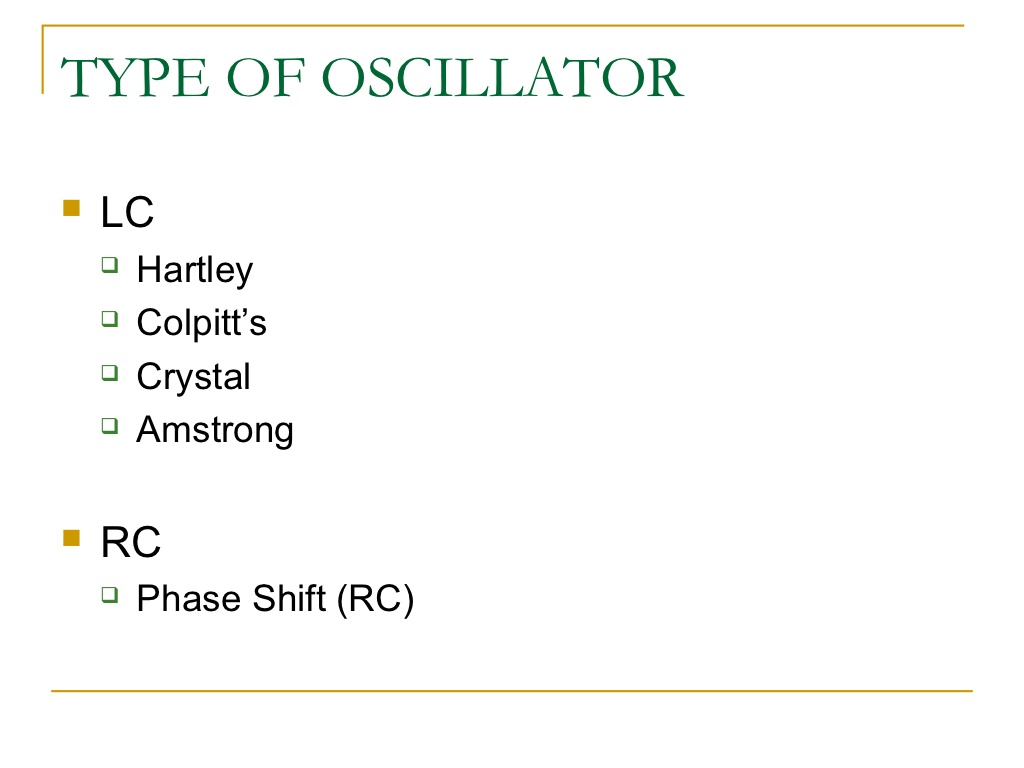 TYPE OF OSCILLATOR
LC
Hartley
Colpitt’s
Crystal
Amstrong
RC
Phase Shift (RC)